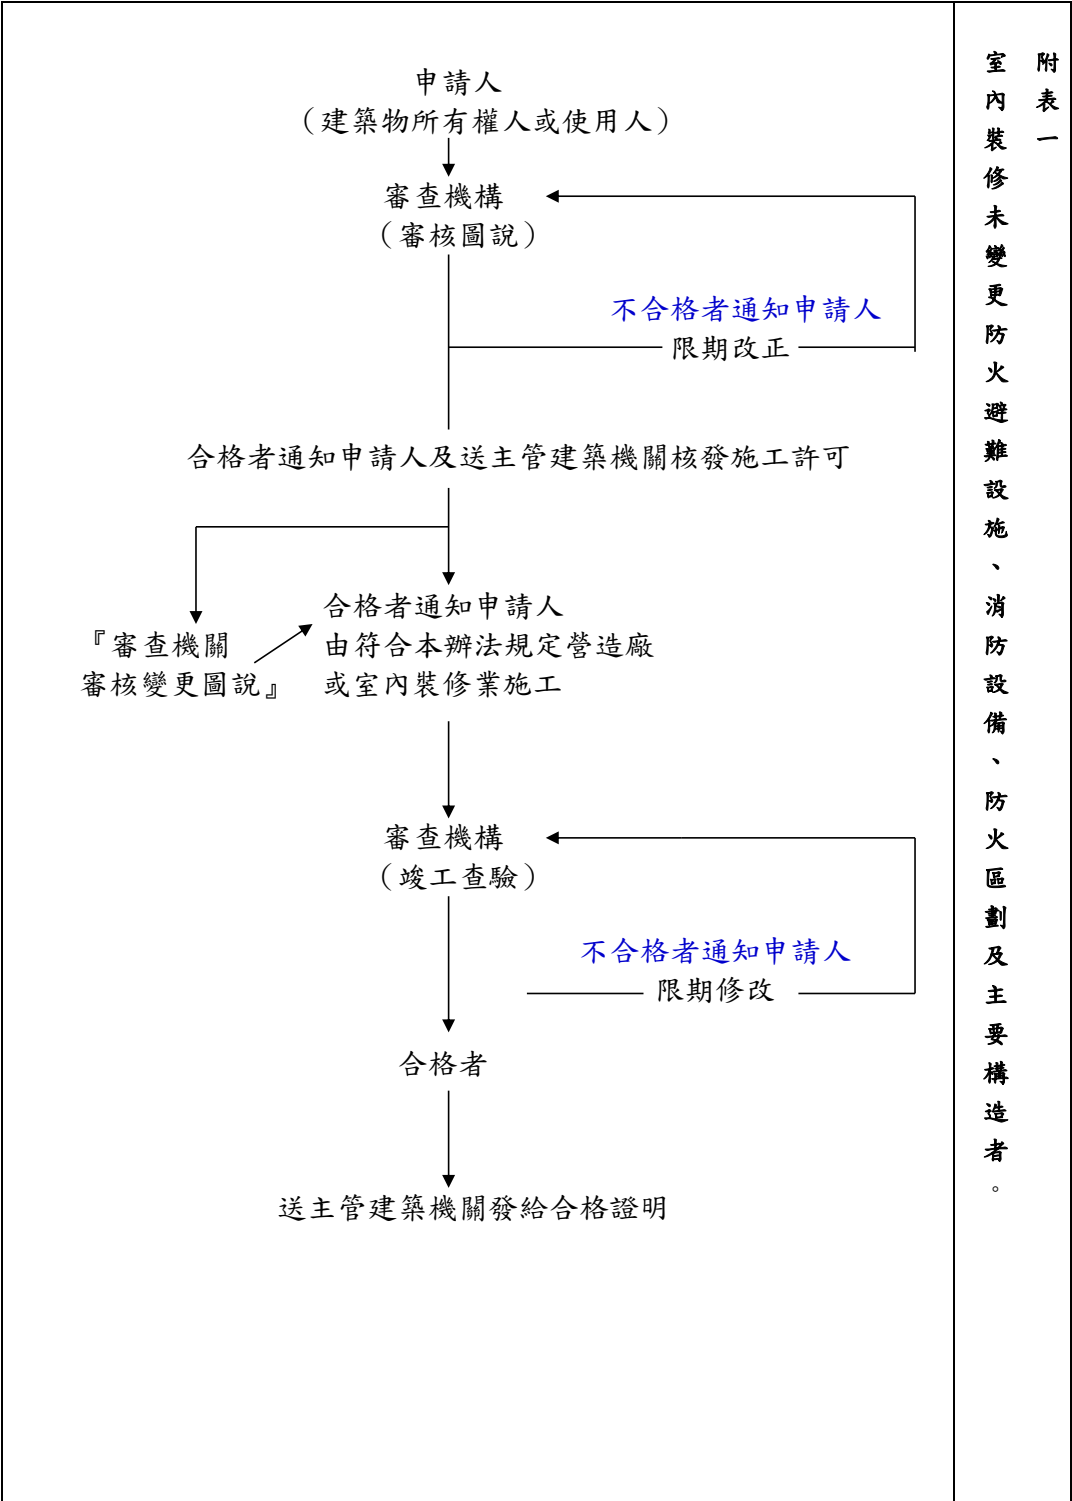 附表一
室內裝修未變更防火避難設施、消防設備、防火區劃及主要構造者。
申請人
（建築物所有權人或使用人）
審查機構
（審核圖說）
不合格者通知申請人
限期改正
合格者通知申請人及送主管建築機關核發施工許可
『審查機關
審核變更圖說』
合格者通知申請人
由符合本辦法規定營造廠
或室內裝修業施工
審查機構
（竣工查驗）
不合格者通知申請人
限期修改
合格者
送主管建築機關發給合格證明